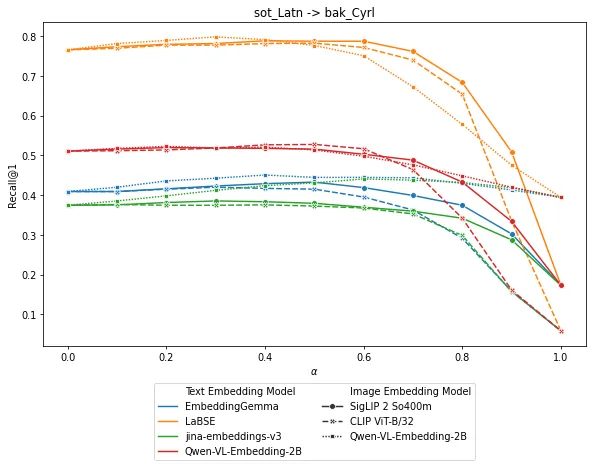 sot_Latn -> bak_Cyrl
Recall@1
0.8
0.7
0.6
0.5
0.4
0.3
0.2
0.1
0.0 0.2 0.4 0.6 0.8 1.0
α
Text Embedding Model
EmbeddingGemma
LaBSE
jina-embeddings-v3
Qwen-VL-Embedding-2B
Image Embedding Model
SigLIP 2 So400m
CLIP ViT-B/32
Qwen-VL-Embedding-2B